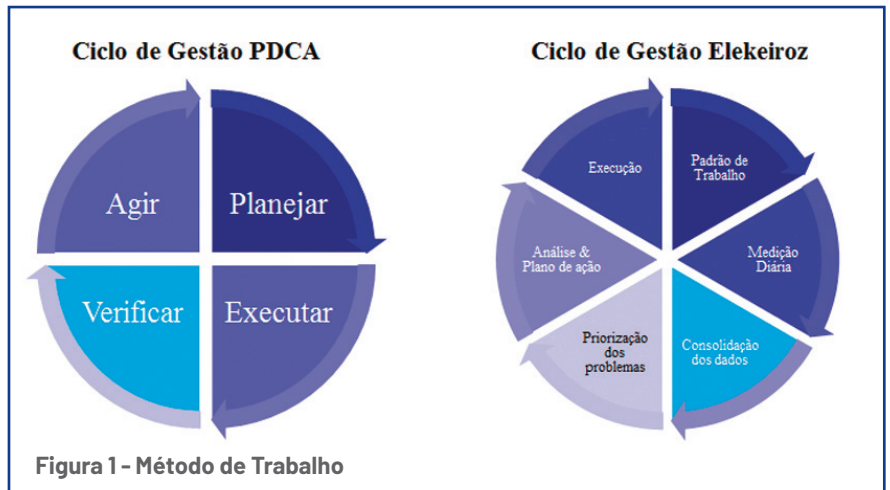 Ciclo de Gestão PDCA
Agir
Planejar
Verificar
Executar
Ciclo de Gestão Elekeiroz
Execução
Padrão de
Trabalho
Análise &
Plano de ação
Medição
Diária
Priorização
dos
problemas
Consolidação
dos dados
Figura 1 - Método de Trabalho